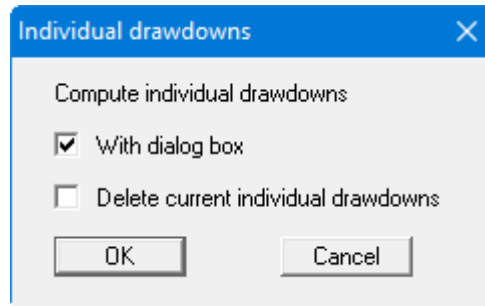 Individual drawdowns
Compute individual drawdowns
With dialog box
Delete current individual drawdowns
OK Cancel